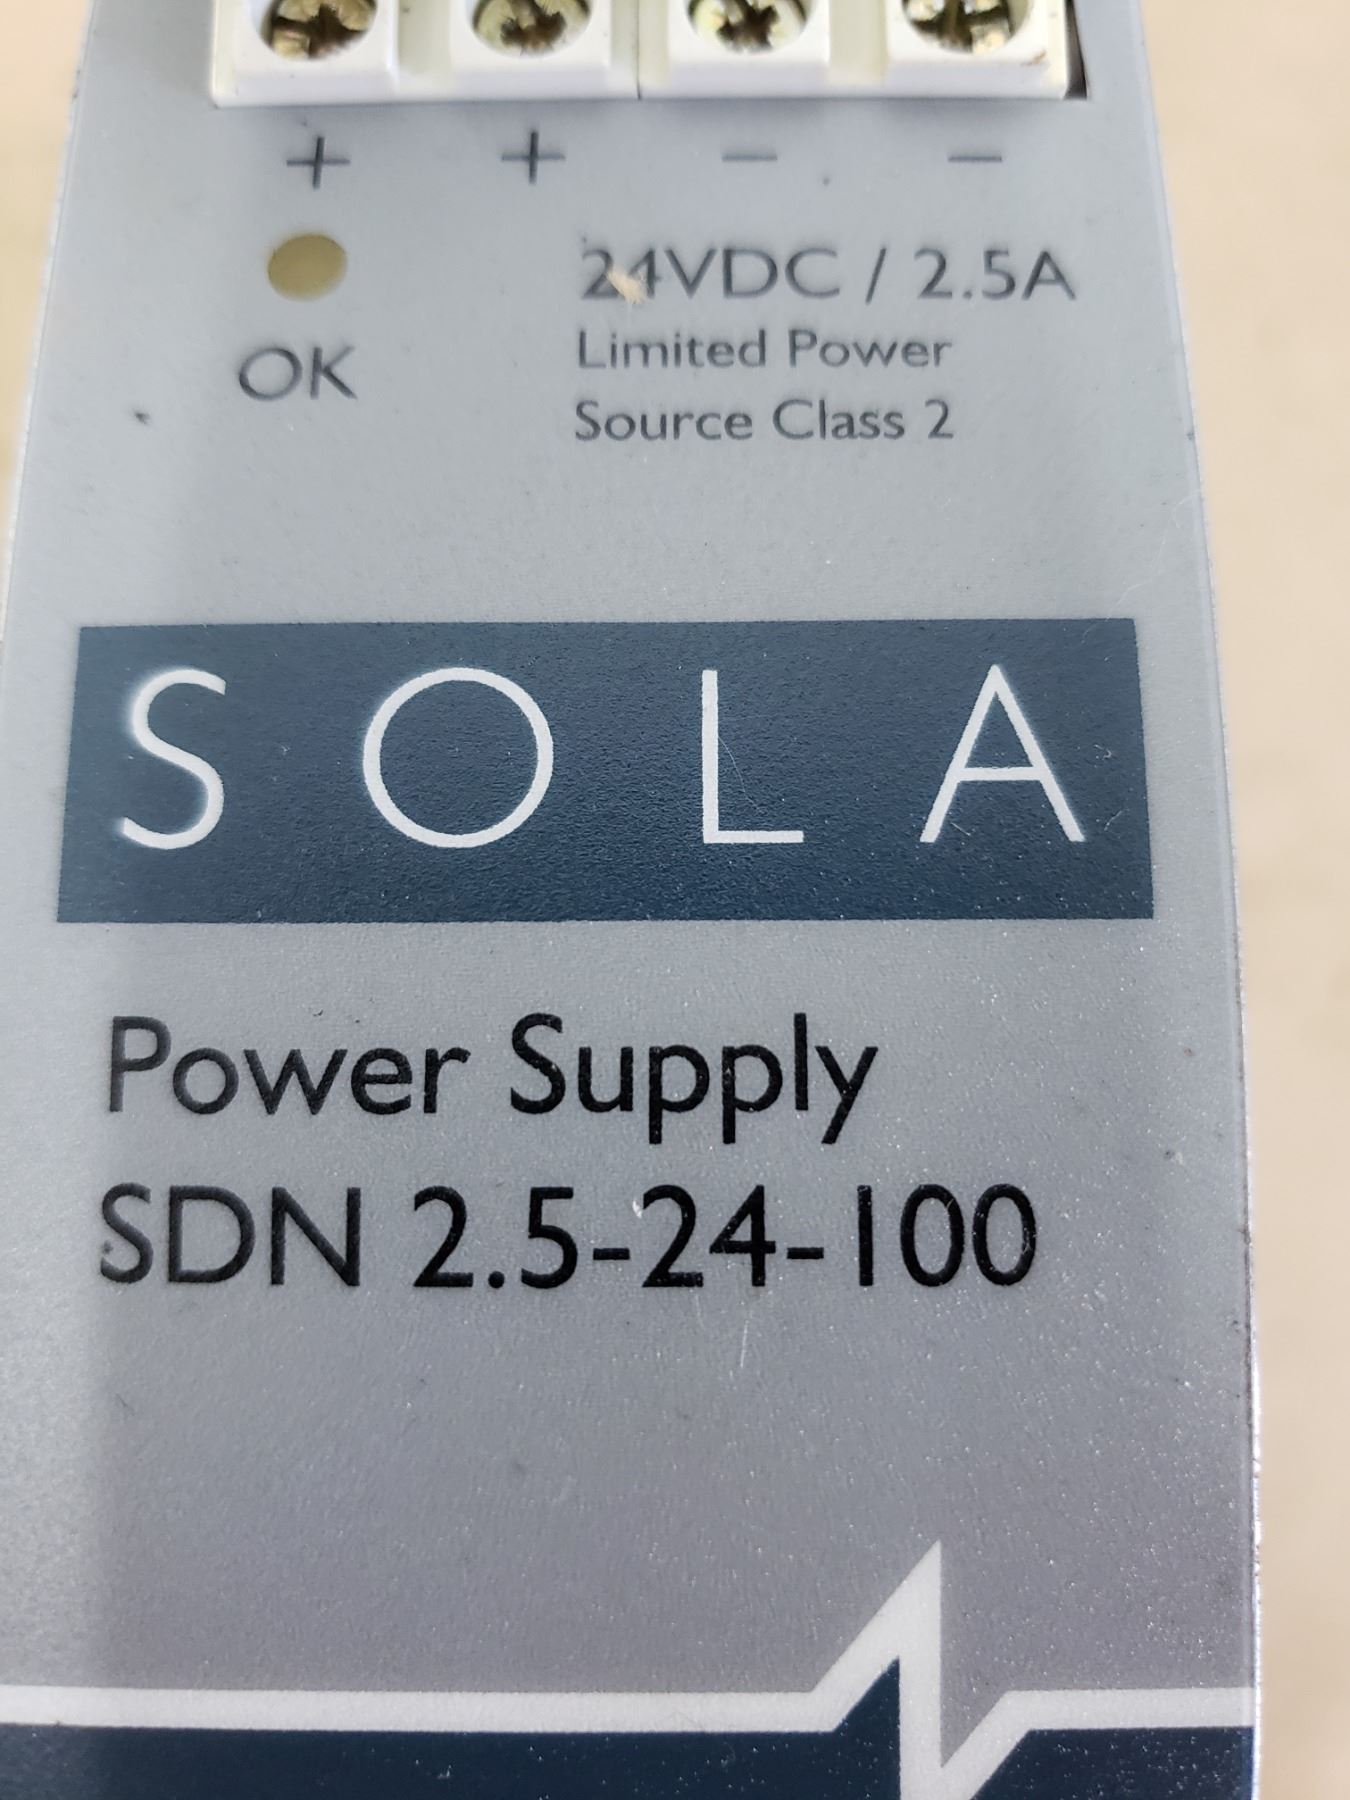 + + − −
24VDC / 2.5A
OK
Limited Power
Source Class 2
SOLA
Power Supply
SDN 2.5-24-100